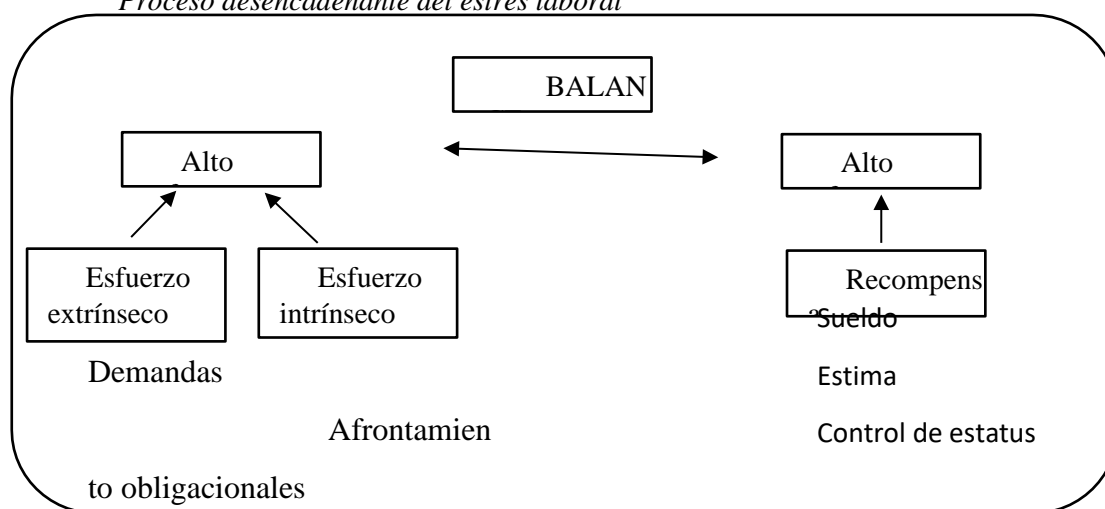 Proceso desencadenante del estrés laboral
BALAN
Alto
Alto
Esfuerzo
extrínseco
Esfuerzo
intrínseco
Recompens
Sueldo
Demandas
Estima
Afrontamien
Control de estatus
to obligacionales